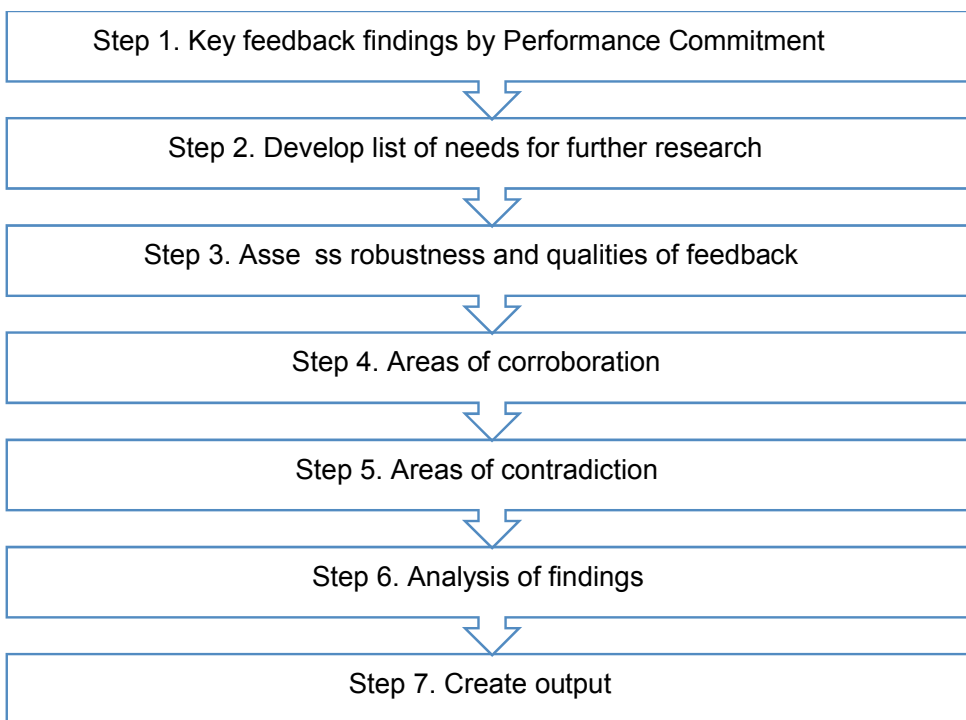 Step 1. Key feedback findings by Performance Commitment
Step 2. Develop list of needs for further research
Step 3. Asse ss robustness and qualities of feedback
Step 4. Areas of corroboration
Step 5. Areas of contradiction
Step 6. Analysis of findings
Step 7. Create output